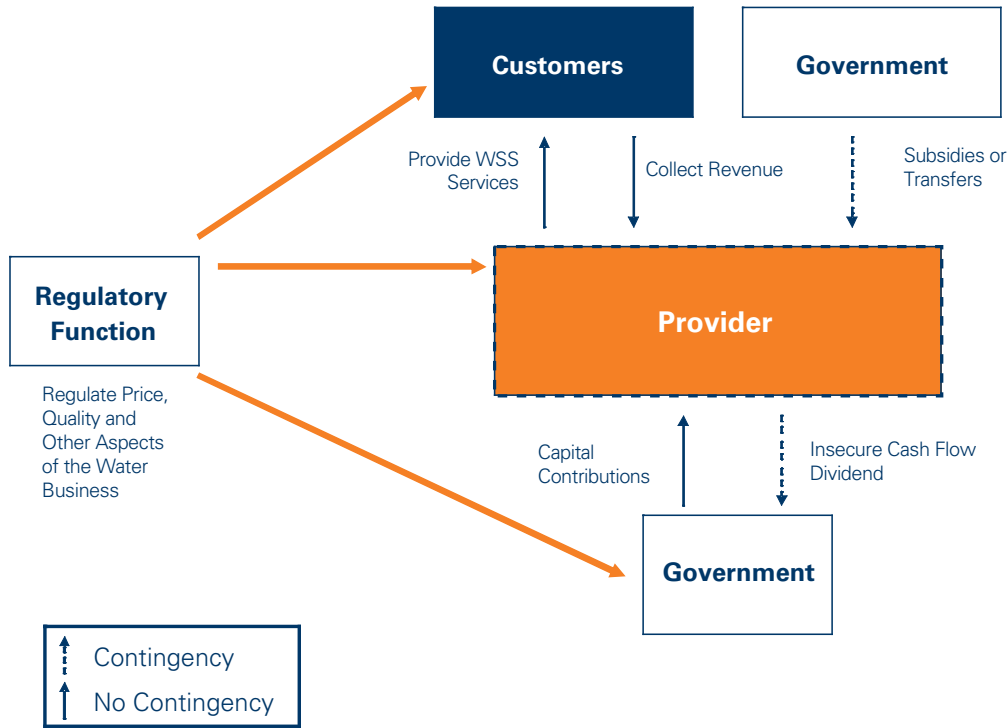 Customers
Government
Provide WSS
Services
Collect Revenue
Subsidies or
Transfers
Regulatory
Function
Provider
Regulate Price,
Quality and
Other Aspects
of the Water
Business
Capital
Contributions
Insecure Cash Flow
Dividend
Government
Contingency
No Contingency